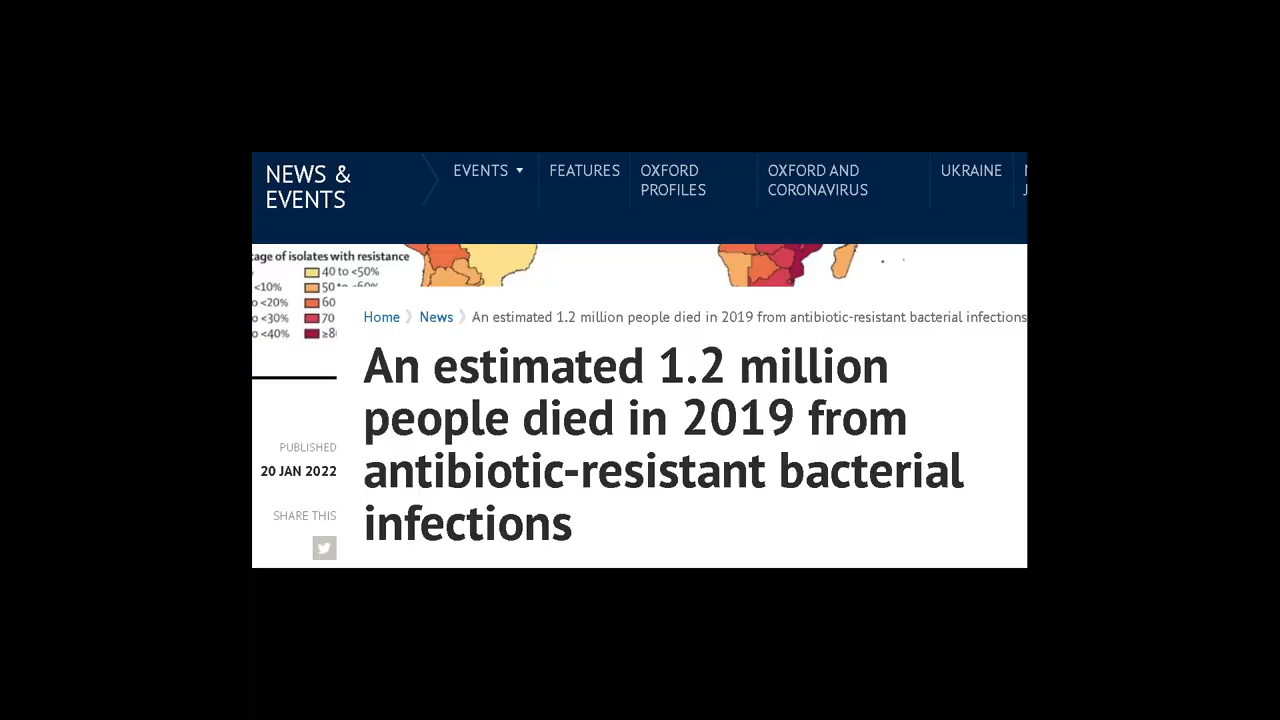 NEWS &
EVENTS
EVENTS
FEATURES
OXFORD
PROFILES
OXFORD AND
CORONAVIRUS
UKRAINE
tage of isolates with resistance
40 to <50%
<10%
o <20%
60
o <30%
70
o <40%
≥8
Home
News
An estimated 1.2 million people died in 2019 from antibiotic-resistant bacterial infections
An estimated 1.2 million
people died in 2019 from
antibiotic-resistant bacterial
infections
PUBLISHED
20 JAN 2022
SHARE THIS